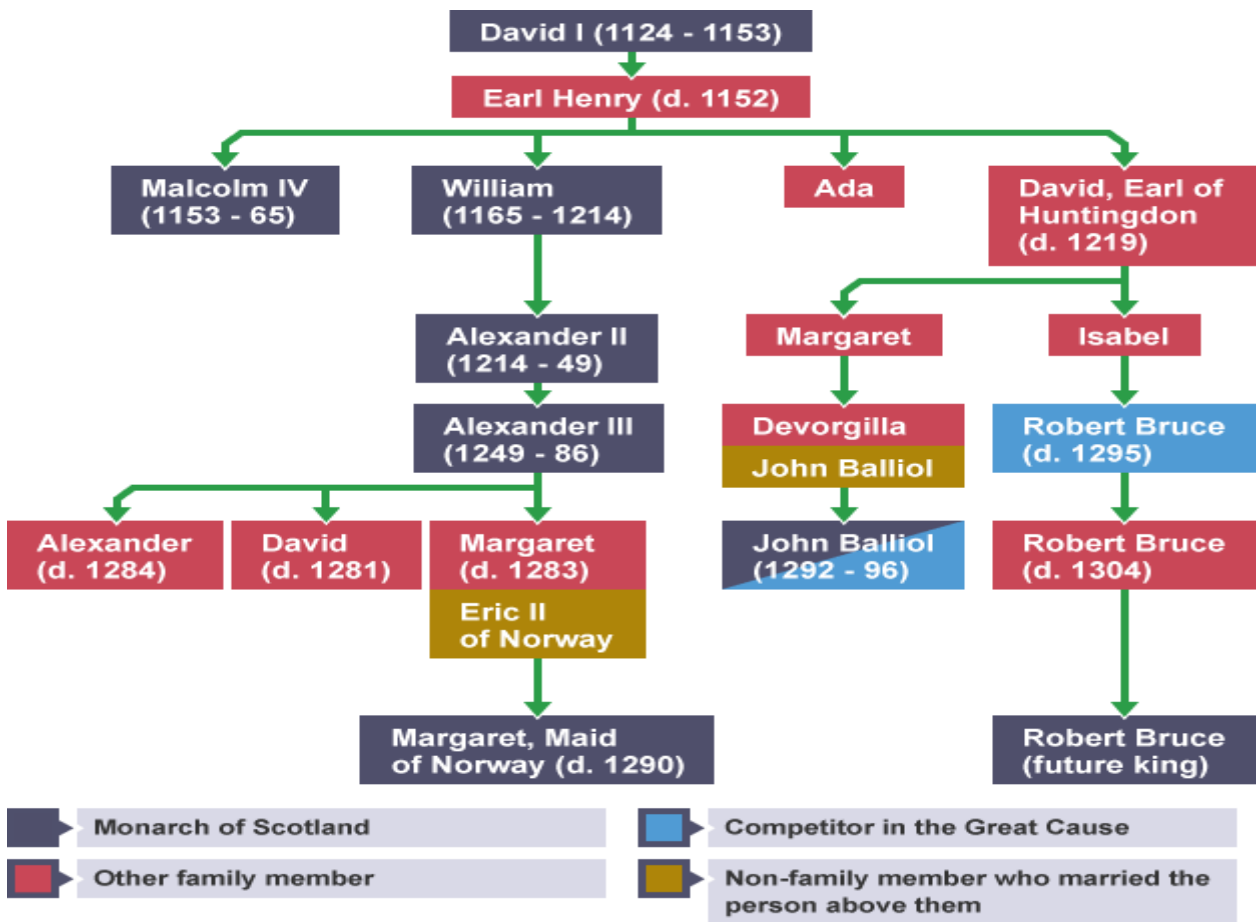 David I (1124 - 1153)
Earl Henry (d. 1152)
Malcolm IV
(1153 - 65)
William
(1165 - 1214)
Ada
David, Earl of
Huntingdon
(d. 1219)
Alexander II
(1214 - 49)
Margaret
Isabel
Alexander III
(1249 - 86)
Devorgilla
John Balliol
Robert Bruce
(d. 1295)
Alexander
(d. 1284)
David
(d. 1281)
Margaret
(d. 1283)
Eric II
of Norway
John Balliol
(1292 - 96)
Robert Bruce
(d. 1304)
Margaret, Maid
of Norway (d. 1290)
Robert Bruce
(future king)
Monarch of Scotland
Competitor in the Great Cause
Other family member
Non-family member who married the
person above them